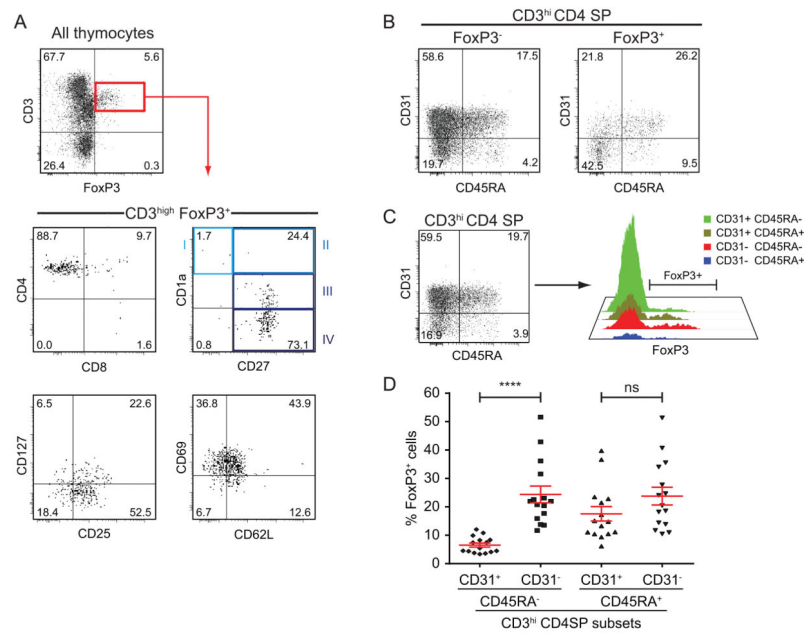 A
All thymocytes
67.7 5.6
CD3
26.4 0.3
FoxP3
CD3high FoxP3+
88.7 9.7
CD4
0.0 1.6
CD8
I 1.7 24.4 II
CD1a
III
IV
0.8 73.1
CD27
6.5 22.6
CD127
18.4 52.5
CD25
36.8 43.9
CD69
6.7 12.6
CD62L
B
CD3hi CD4 SP
FoxP3- FoxP3+
58.6 17.5
CD31
19.7 4.2
CD45RA
21.8 26.2
CD31
42.5 9.5
CD45RA
C
CD3hi CD4 SP
59.5 19.7
CD31
16.9 3.9
CD45RA
CD31+ CD45RA-
CD31+ CD45RA+
CD31- CD45RA-
CD31- CD45RA+
FoxP3+
FoxP3
D
% FoxP3+ cells
60
50
40
30
20
10
0
**** ns
CD31+ CD31- CD31+ CD31-
CD45RA- CD45RA+
CD3hi CD4SP subsets